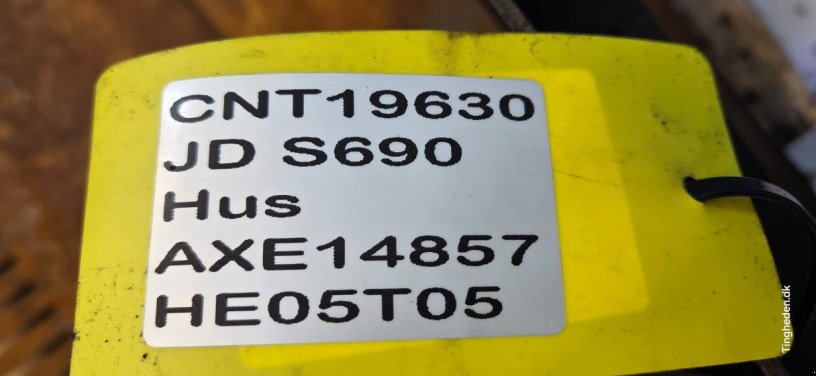 CNT19630
JD S690
Hus
AXE14857
HE05T05
Tingheden.dk